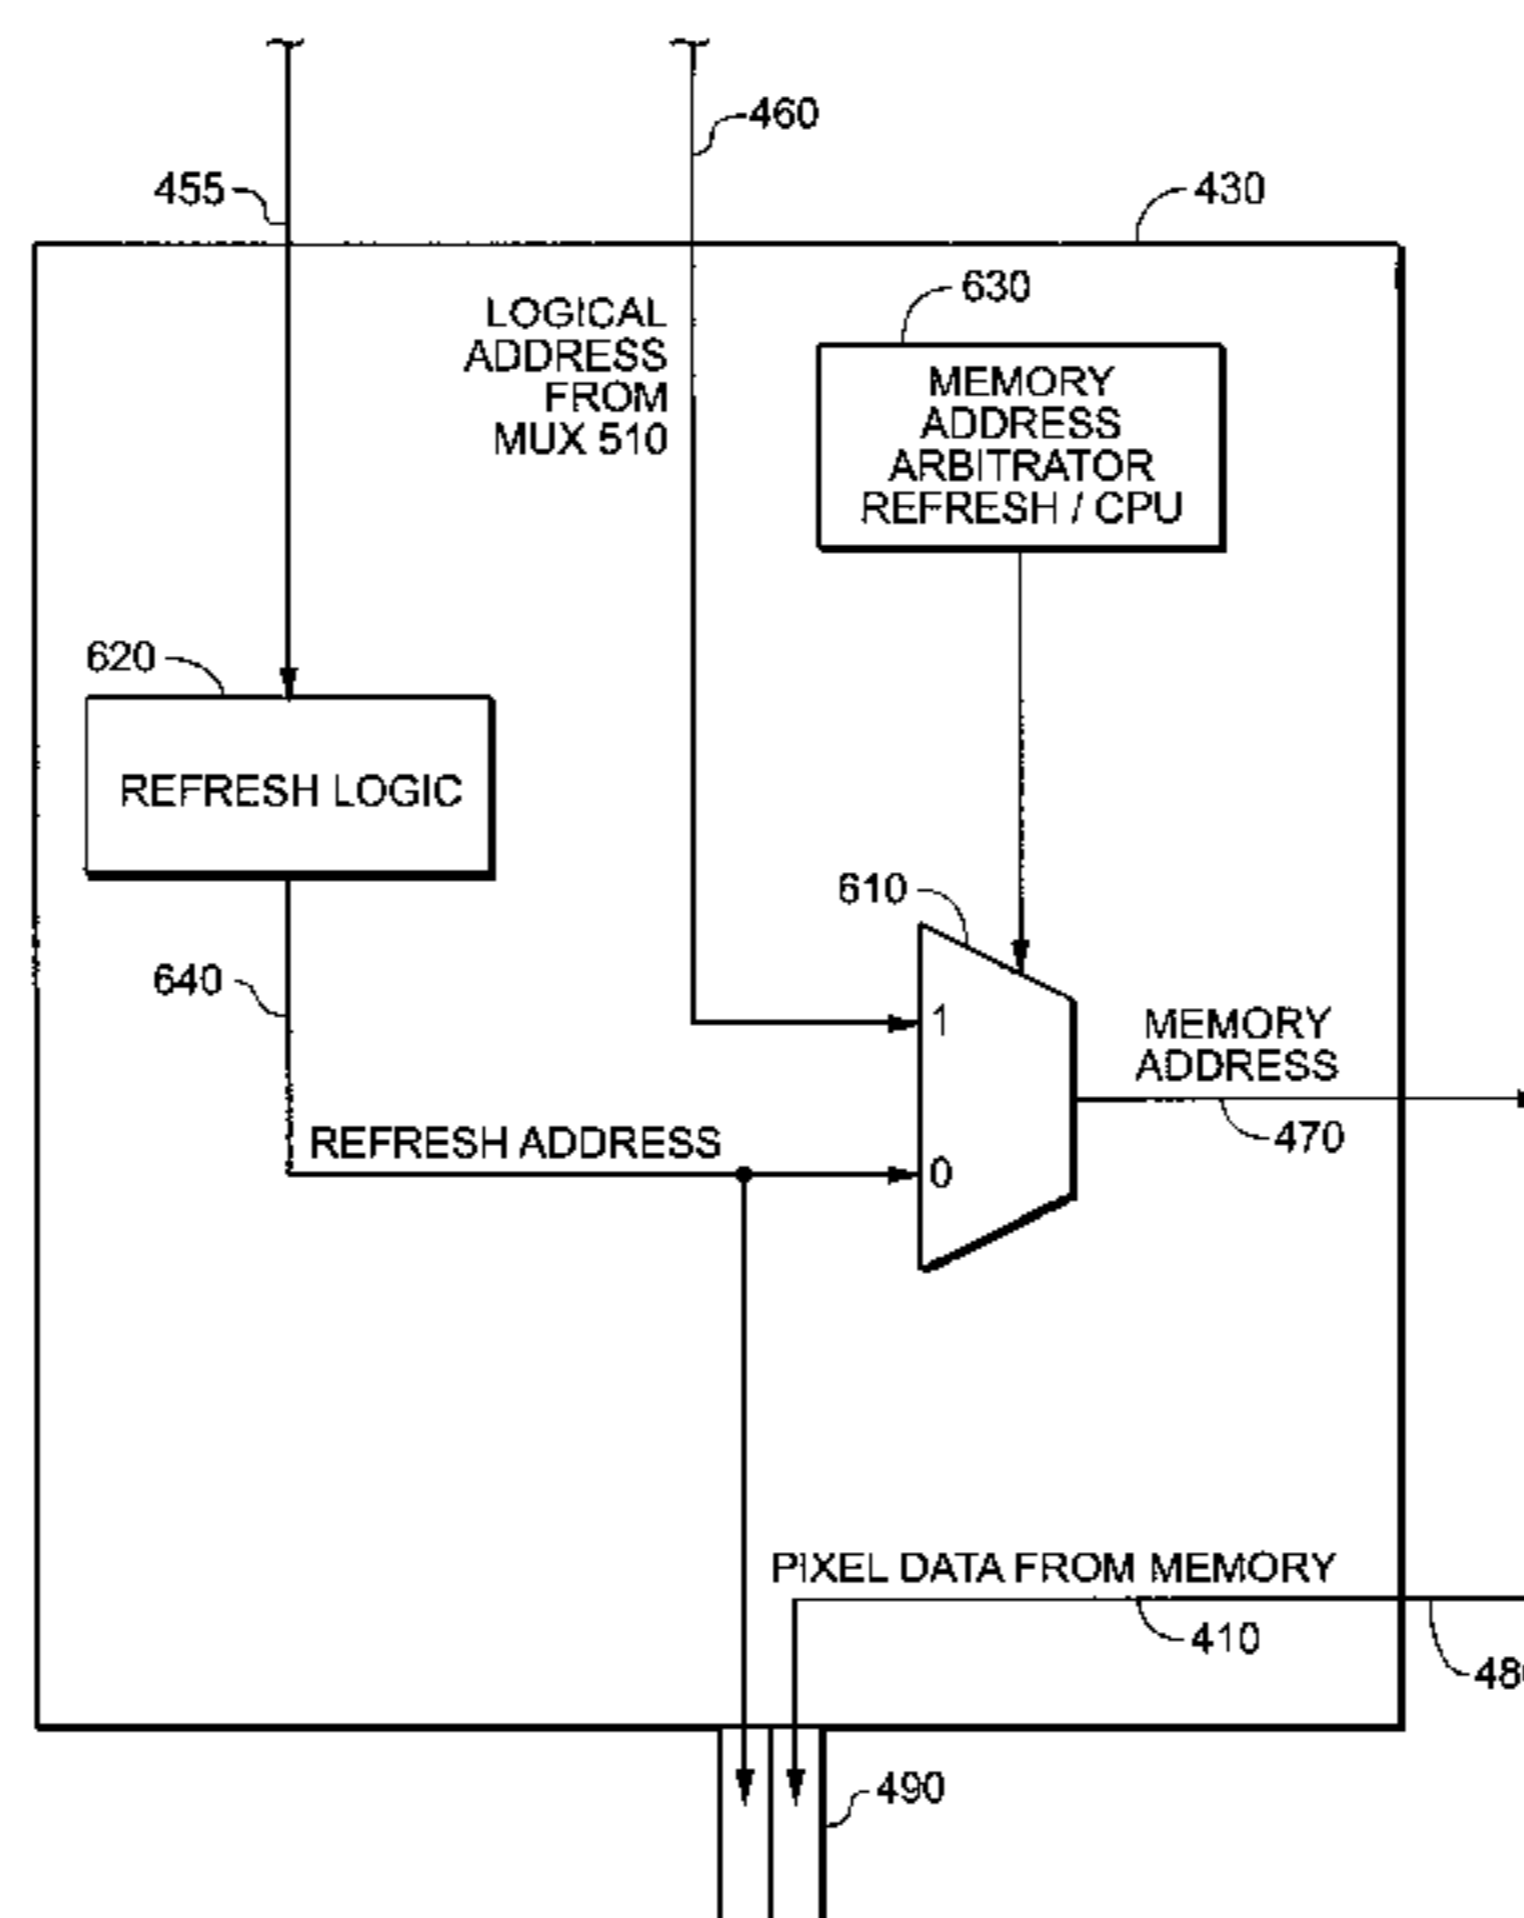 460
455
430
630
LOGICAL
ADDRESS
FROM
MUX 510
MEMORY
ADDRESS
ARBITRATOR
REFRESH / CPU
620
REFRESH LOGIC
610
640
1
MEMORY
ADDRESS
REFRESH ADDRESS
0
470
PIXEL DATA FROM MEMORY
410
490